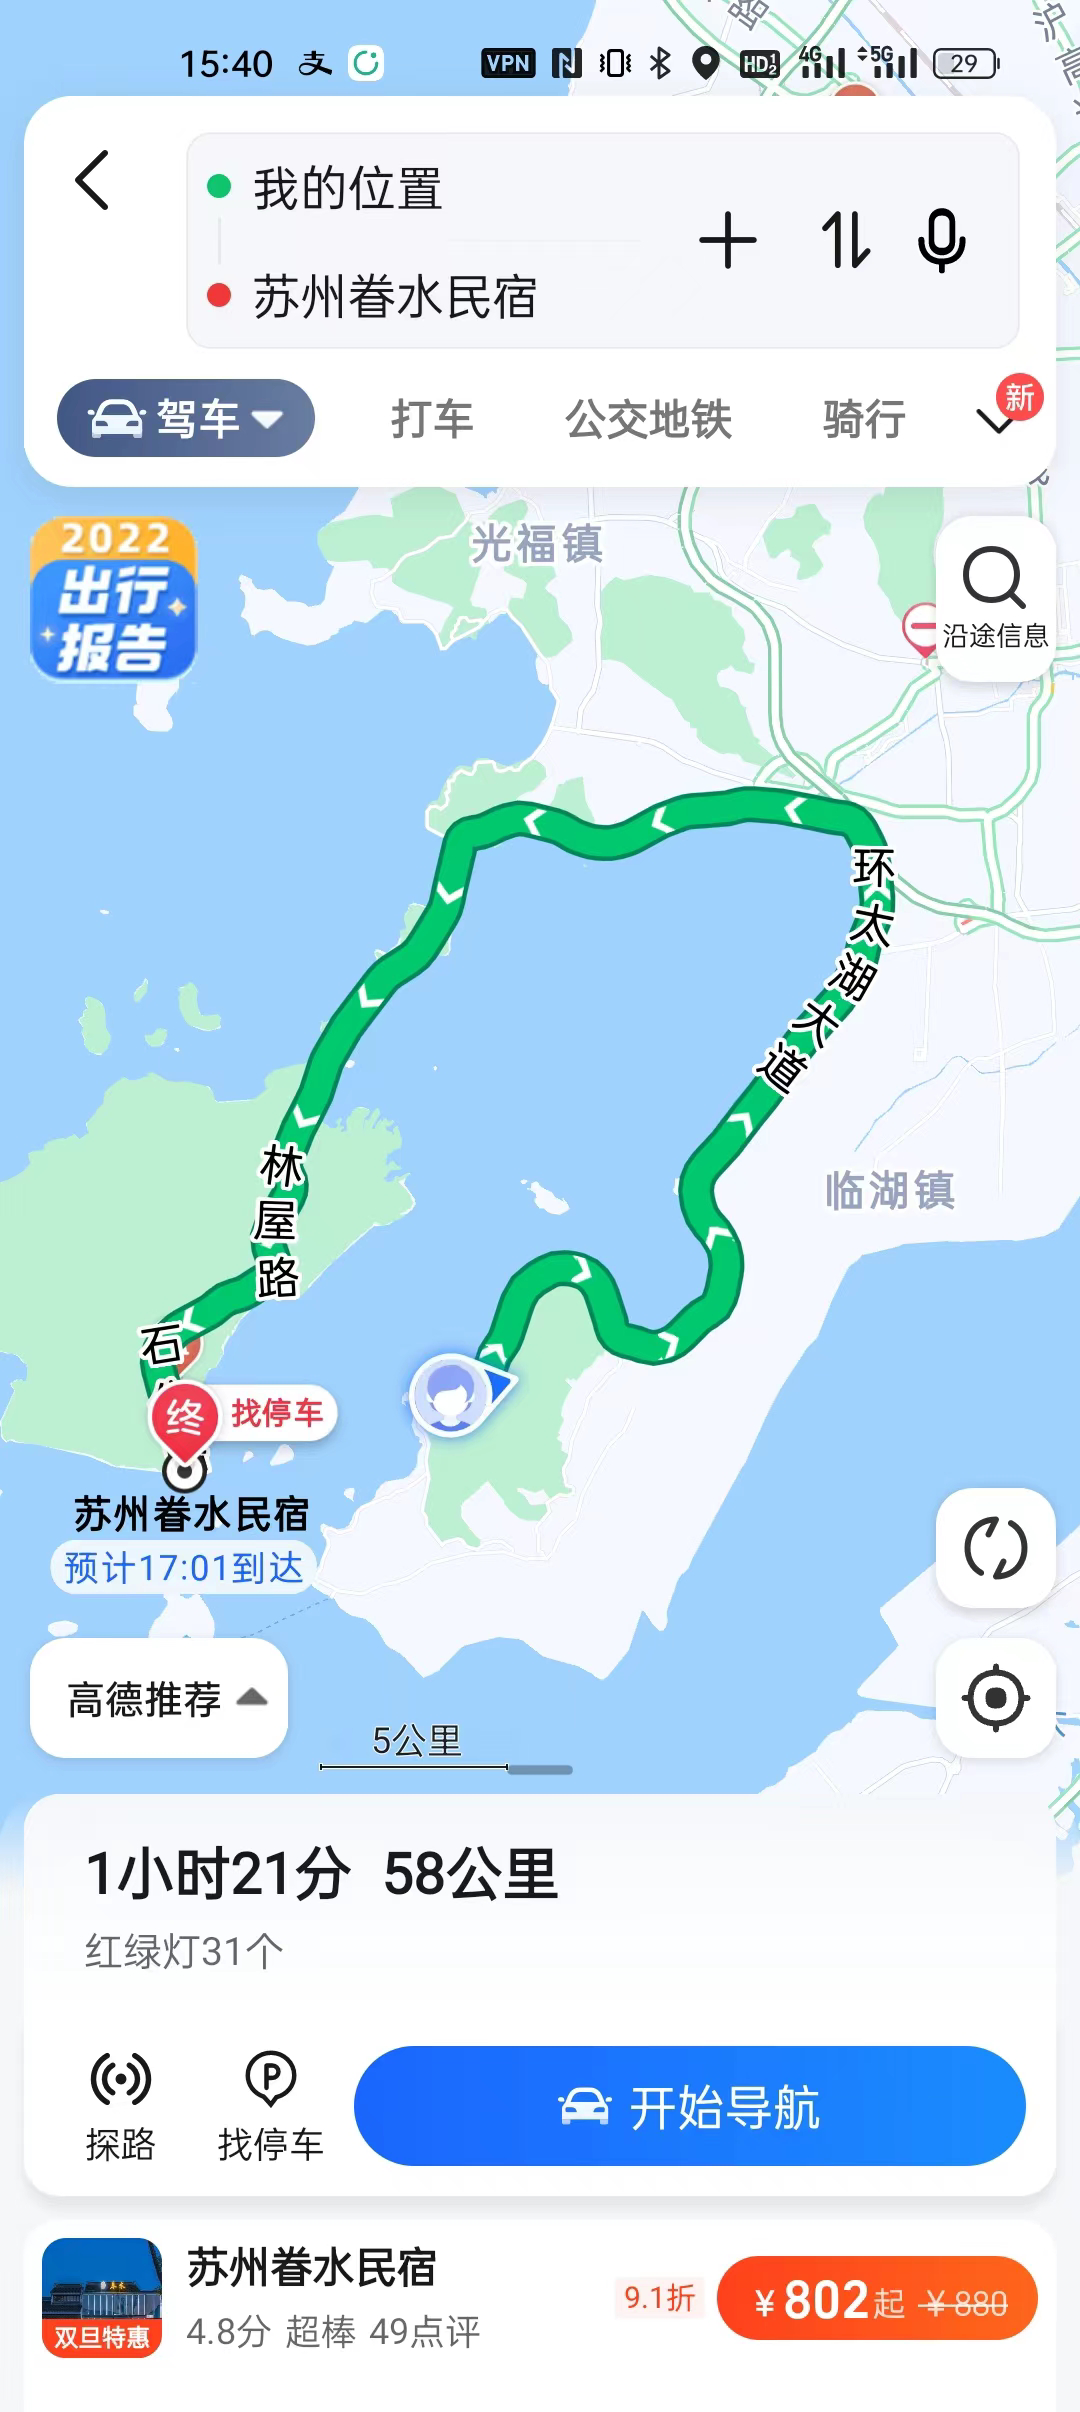 15:40
VPN
HD
4G
5G
29
我的位置
苏州眷水民宿
驾车
打车
公交地铁
骑行
新
2022
出行
报告
光福镇
沿途信息
环太湖大道
临湖镇
林屋路
石
终
找停车
苏州眷水民宿
预计17:01到达
高德推荐
5公里
1小时21分 58公里
红绿灯31个
探路
找停车
开始导航
苏州眷水民宿
4.8分 超棒 49点评
双旦特惠
9.1折
¥802起 ¥880